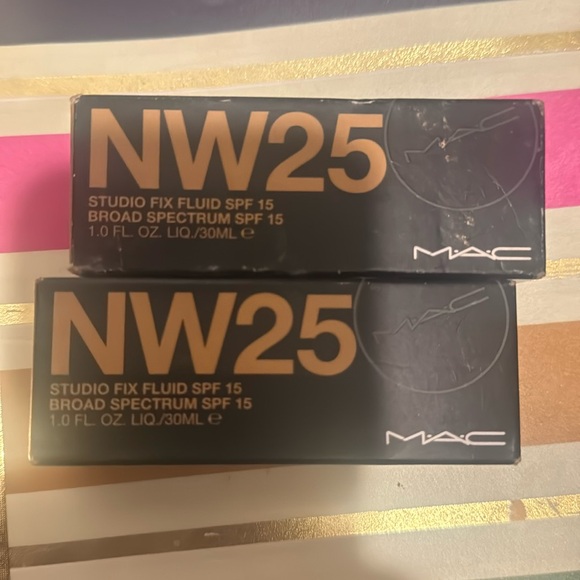 NW25
STUDIO FIX FLUID SPF 15
BROAD SPECTRUM SPF 15
1.0 FL. OZ. LIQ./30ML ℮
MAC
M·A·C
NW25
STUDIO FIX FLUID SPF 15
BROAD SPECTRUM SPF 15
1.0 FL. OZ. LIQ./30ML ℮
MAC
M·A·C